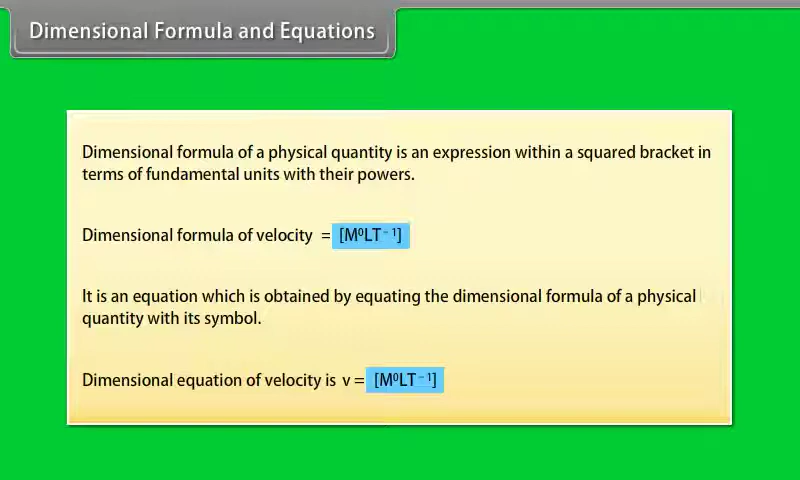 Dimensional Formula and Equations
Dimensional formula of a physical quantity is an expression within a squared bracket in
terms of fundamental units with their powers.
Dimensional formula of velocity = [M⁰LT⁻¹]
It is an equation which is obtained by equating the dimensional formula of a physical
quantity with its symbol.
Dimensional equation of velocity is v = [M⁰LT⁻¹]